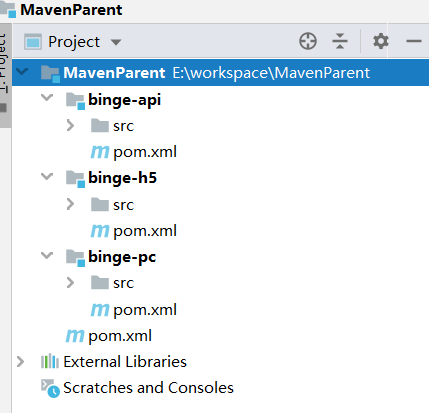 MavenParent
1: Project
Project
MavenParent E:\workspace\MavenParent
binge-api
src
pom.xml
binge-h5
src
pom.xml
binge-pc
src
pom.xml
pom.xml
External Libraries
Scratches and Consoles